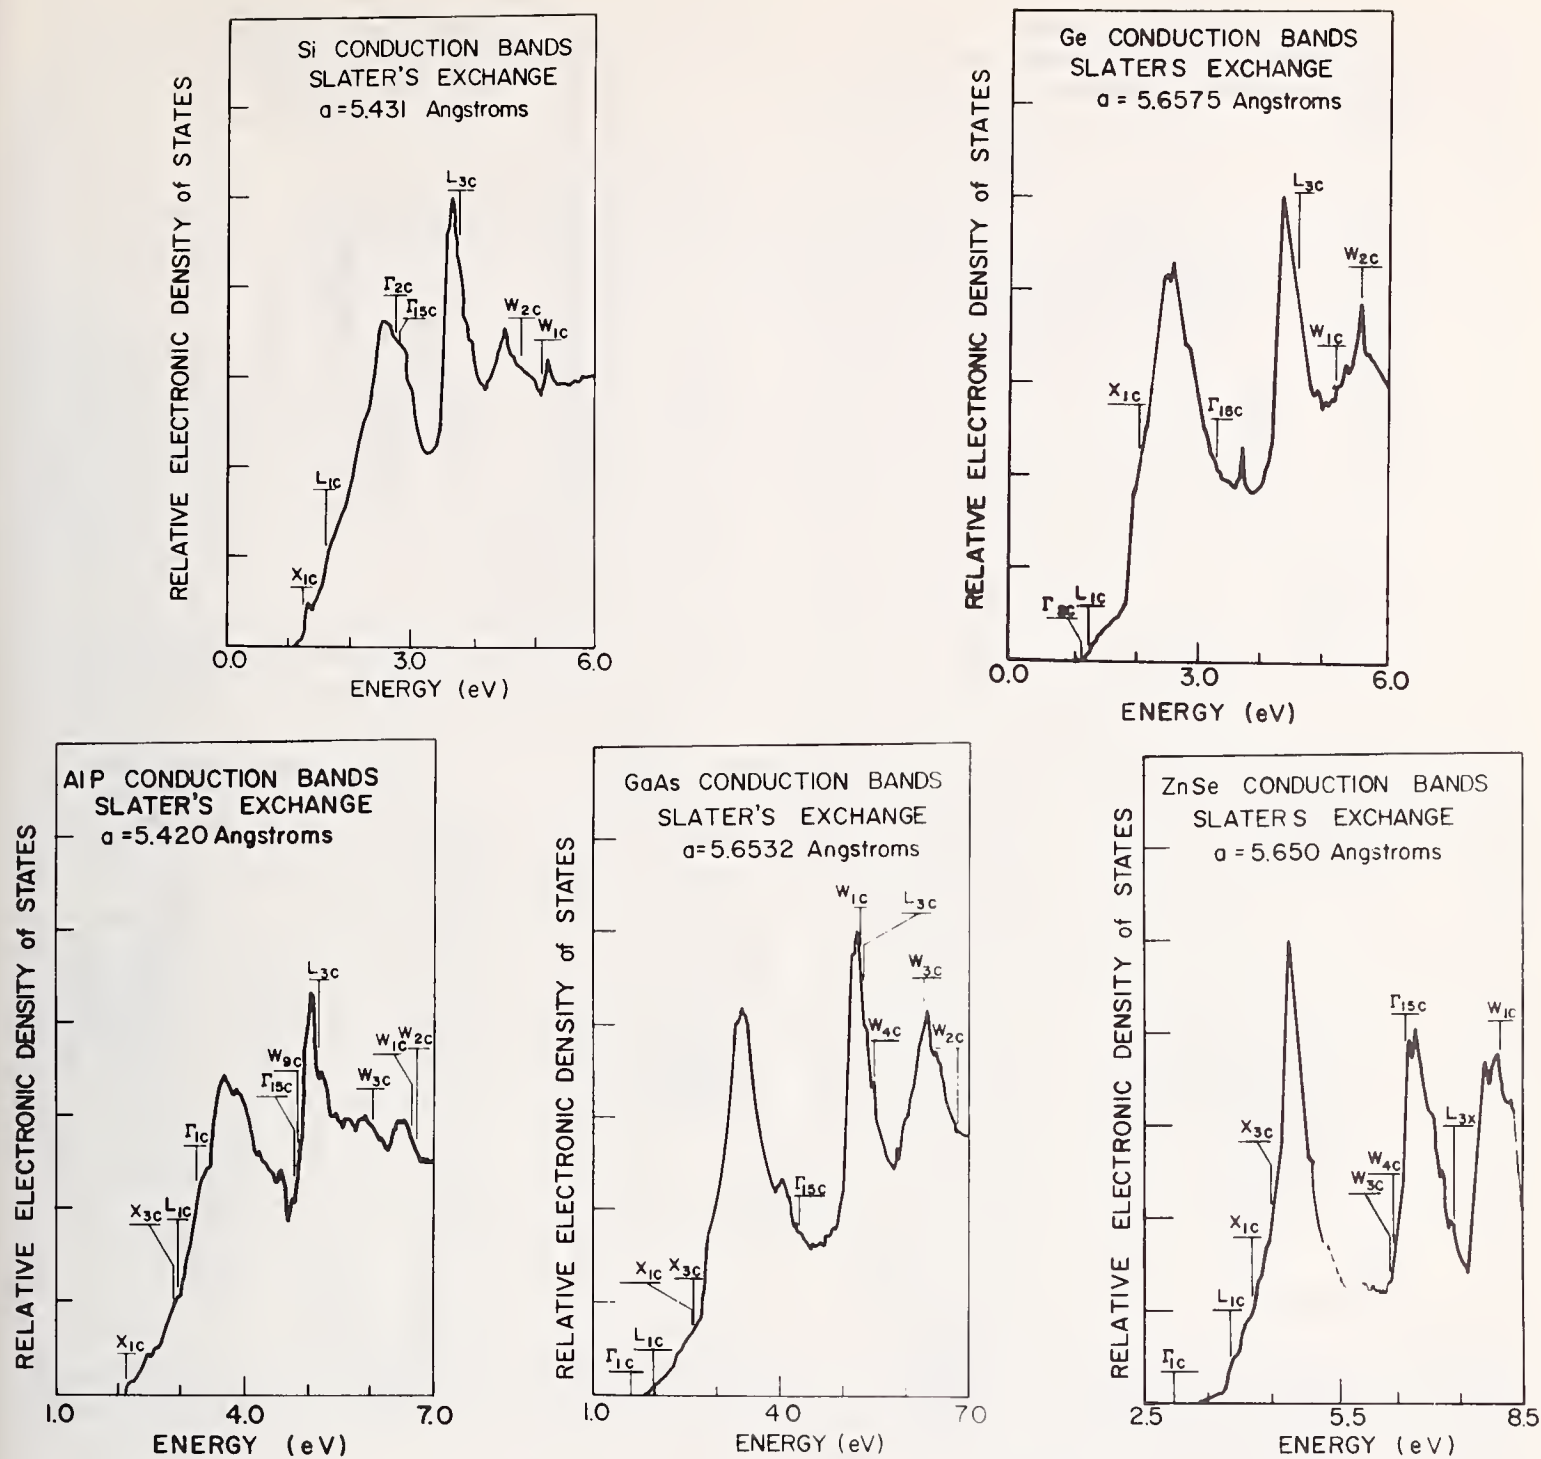 Si CONDUCTION BANDS
SLATER'S EXCHANGE
a=5.431 Angstroms
RELATIVE ELECTRONIC DENSITY of STATES
L3c
Γ2c
Γ15c
W2c
W1c
L1c
X1c
0.0 3.0 6.0
ENERGY (eV)
Ge CONDUCTION BANDS
SLATERS EXCHANGE
a = 5.6575 Angstroms
RELATIVE ELECTRONIC DENSITY of STATES
L3c
W2c
W1c
X1c
Γ15c
L1c
0.0 3.0 6.0
ENERGY (eV)
AlP CONDUCTION BANDS
SLATER'S EXCHANGE
a=5.420 Angstroms
RELATIVE ELECTRONIC DENSITY of STATES
L3c
W1c W2c
Γ15c
W3c
Γ1c
X3c L1c
X1c
1.0 4.0 7.0
ENERGY (eV)
GaAs CONDUCTION BANDS
SLATER'S EXCHANGE
a=5.6532 Angstroms
RELATIVE ELECTRONIC DENSITY of STATES
W1c L3c
W3c
W4c W2c
Γ15c
X1c X3c
L1c
Γ1c
1.0 4.0 7.0
ENERGY (eV)
ZnSe CONDUCTION BANDS
SLATERS EXCHANGE
a = 5.650 Angstroms
RELATIVE ELECTRONIC DENSITY of STATES
Γ15c W1c
X3c L3x
W4c
W3c
X1c
L1c
Γ1c
2.5 5.5 8.5
ENERGY (eV)